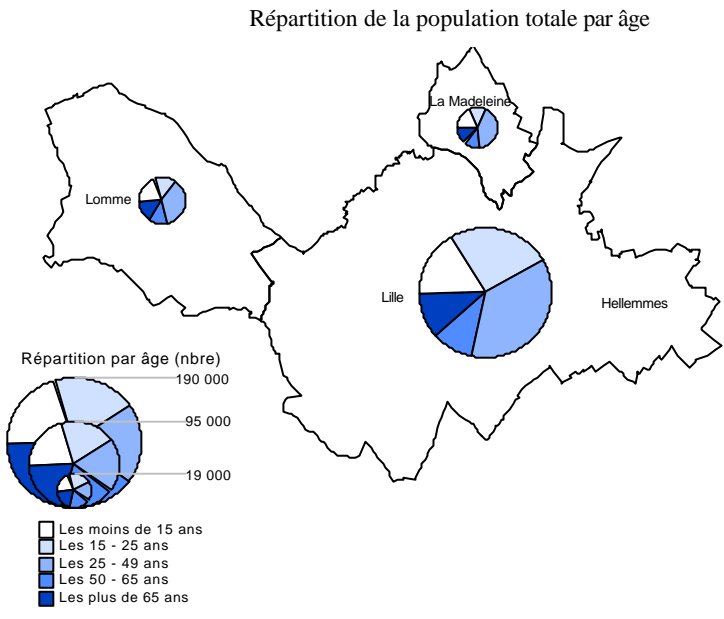 Répartition de la population totale par âge
La Madeleine
Lomme
Lille
Hellemmes
Répartition par âge (nbre)
190 000
95 000
19 000
Les moins de 15 ans
Les 15 - 25 ans
Les 25 - 49 ans
Les 50 - 65 ans
Les plus de 65 ans